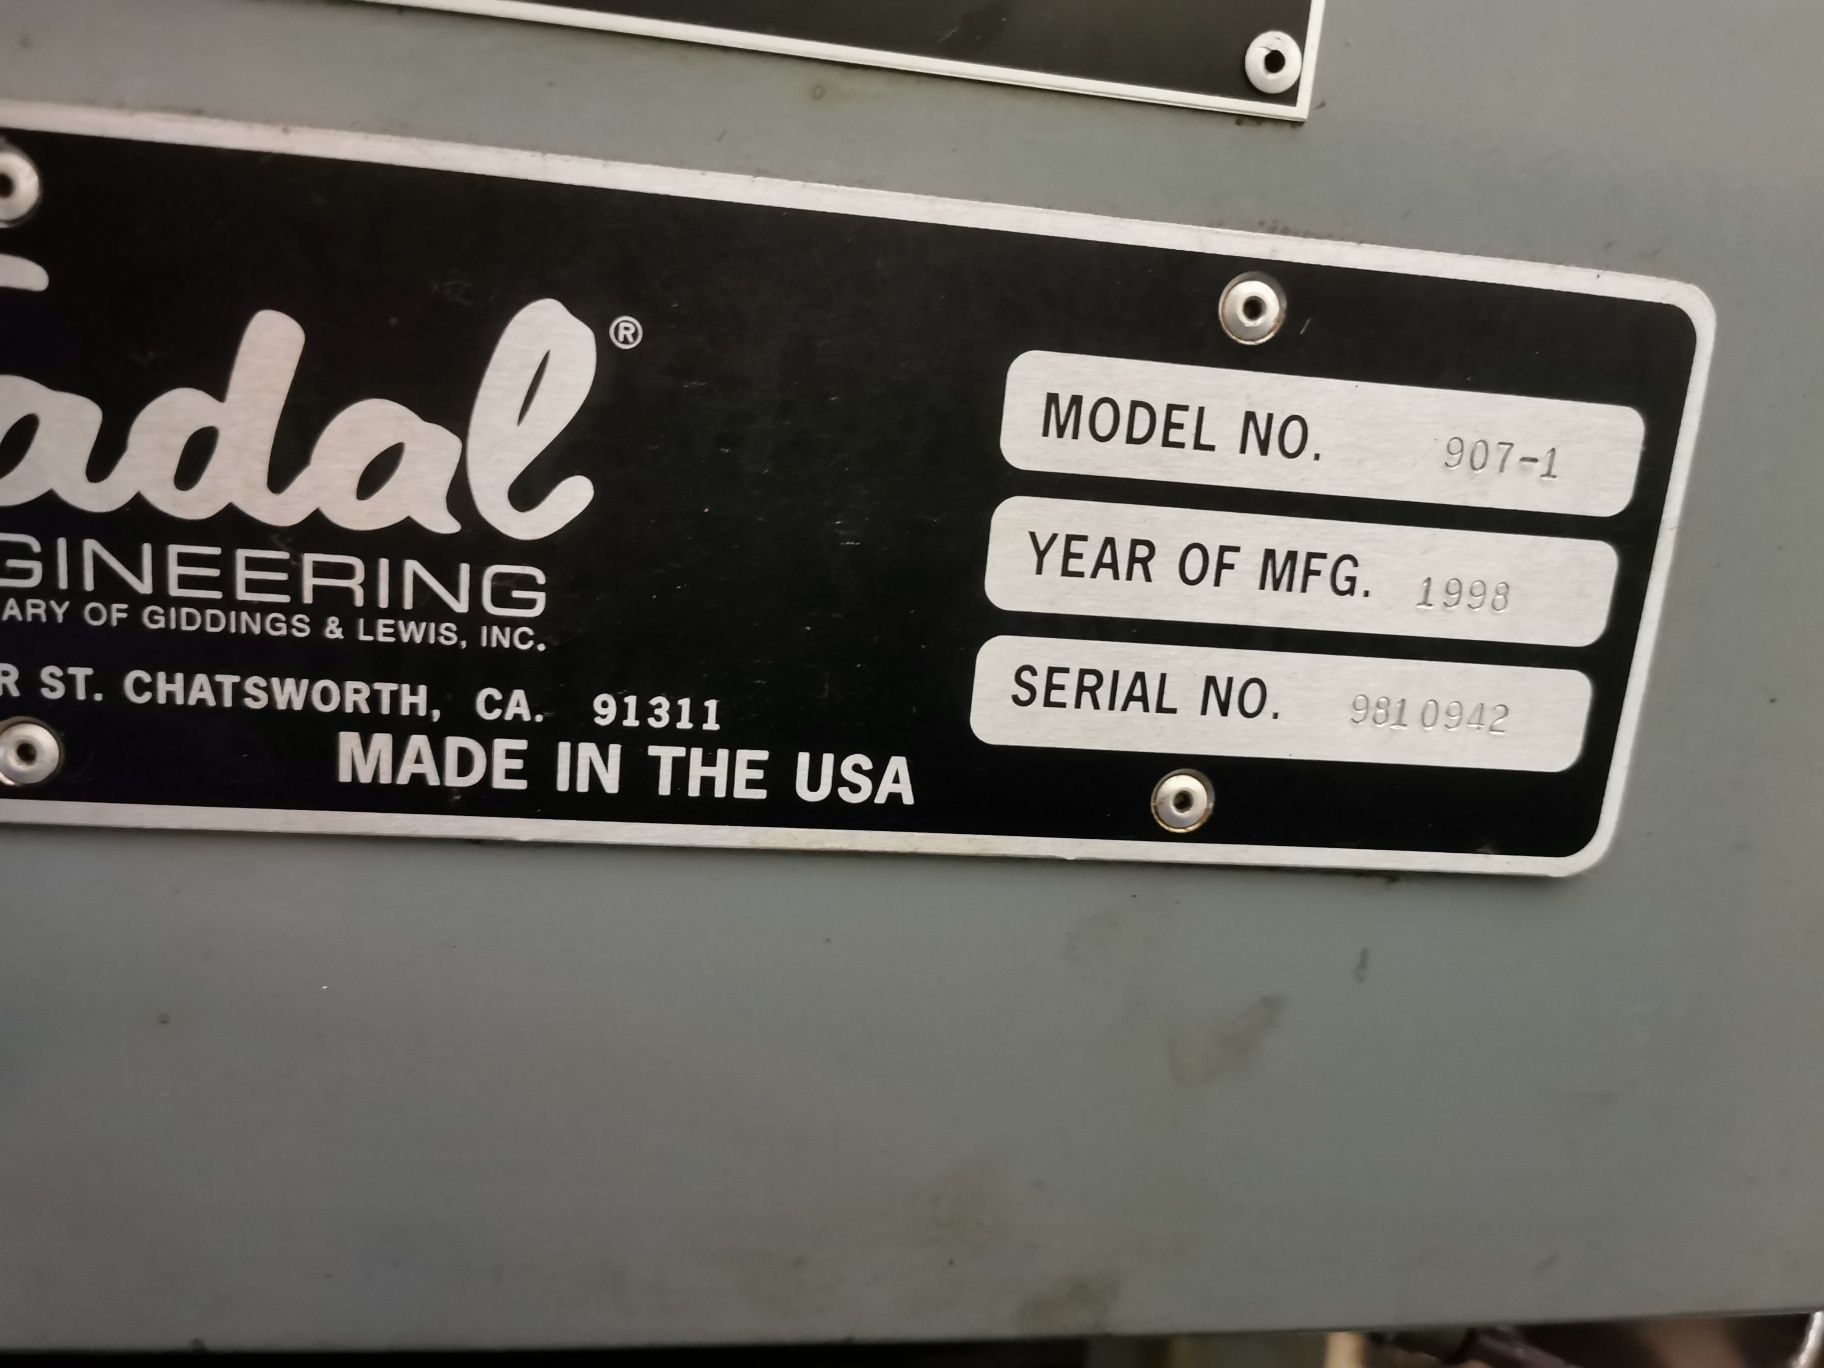 adal®
GINEERING
ARY OF GIDDINGS & LEWIS, INC.
R ST. CHATSWORTH, CA. 91311
MADE IN THE USA
MODEL NO. 907-1
YEAR OF MFG. 1998
SERIAL NO. 9810942